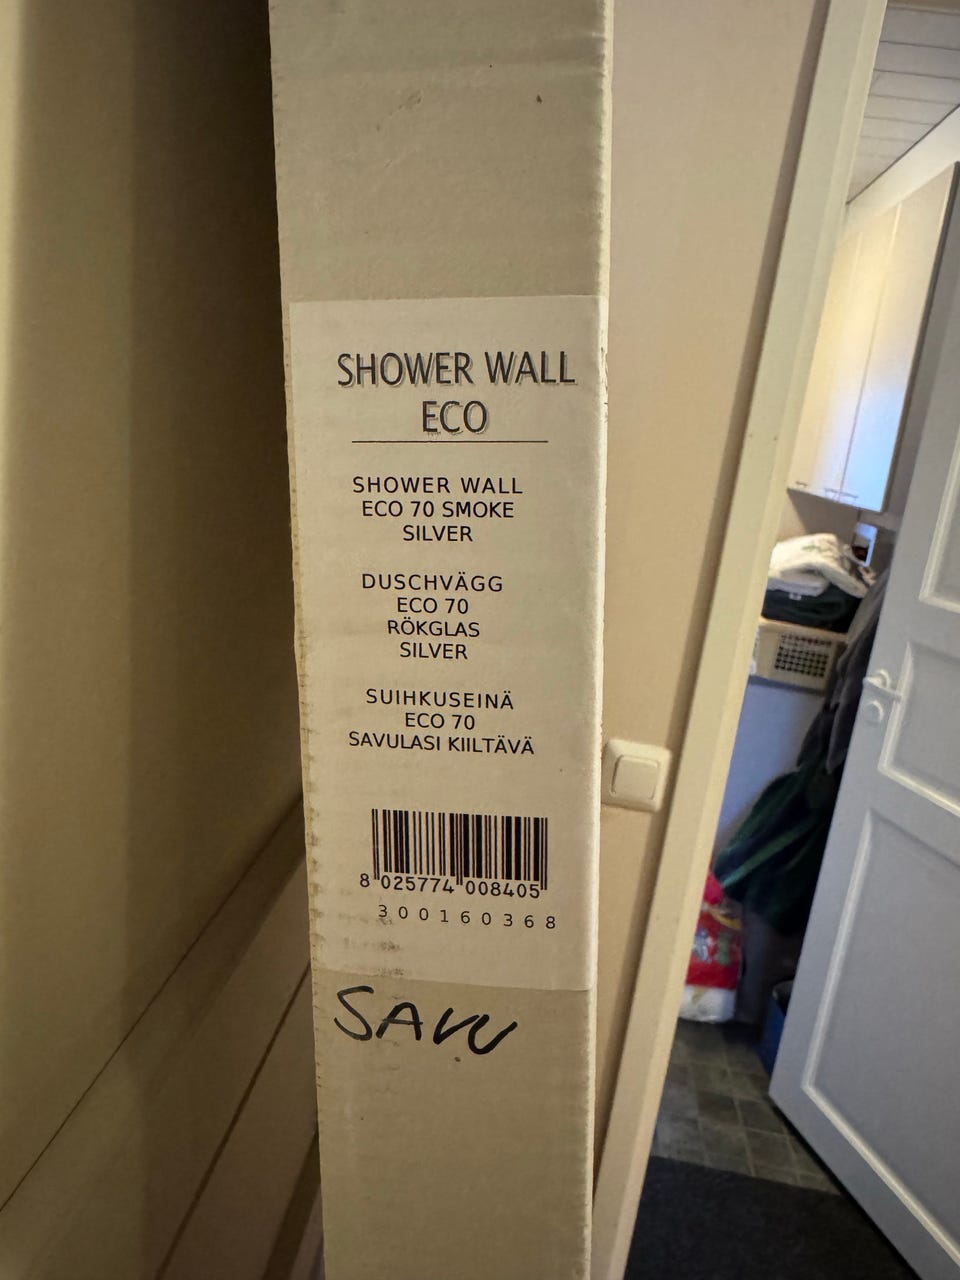 SHOWER WALL
ECO
SHOWER WALL
ECO 70 SMOKE
SILVER
DUSCHVÄGG
ECO 70
RÖKGLAS
SILVER
SUIHKUSEINÄ
ECO 70
SAVULASI KIILTÄVÄ
8 025774 008405
300160368
SAVU